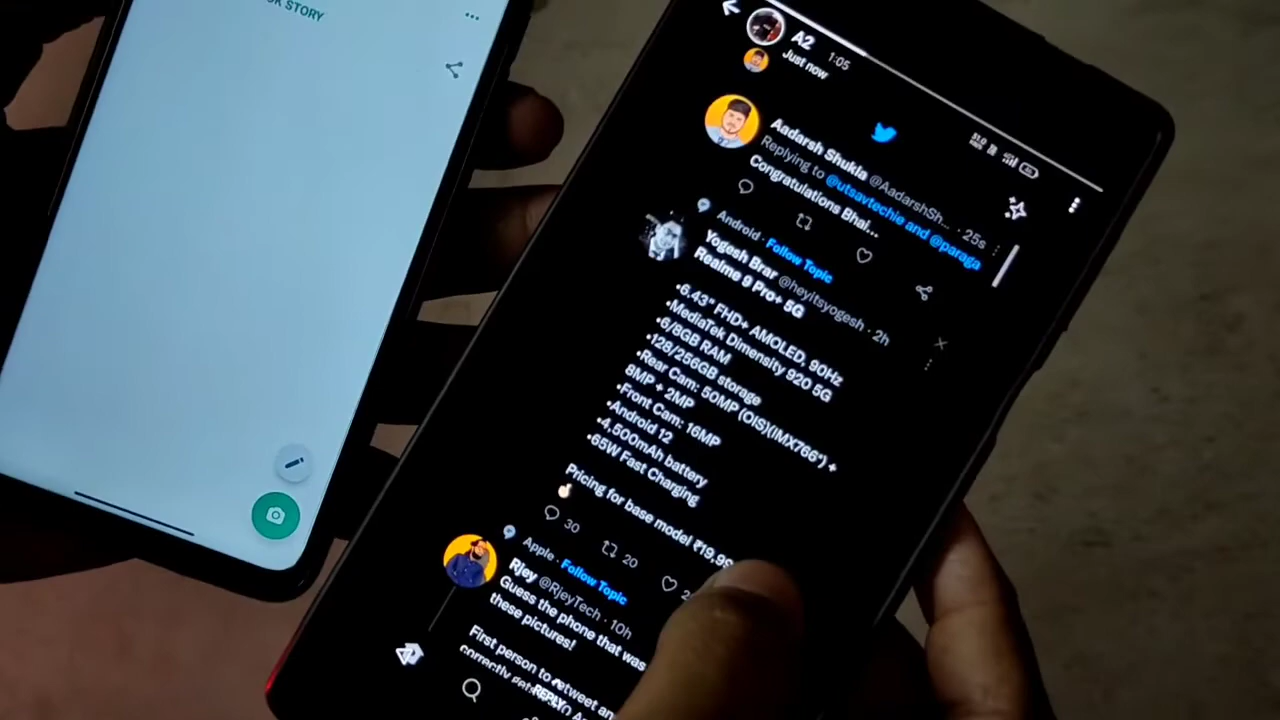 STORY
A2
1:05
Just now
Aadarsh Shukla @AadarshSh... · 25s
Replying to @utsavtechie and @paraga
Congratulations Bhai...
Android · Follow Topic
Yogesh Brar @heyitsyogesh · 2h
Realme 9 Pro+ 5G
•6.43" FHD+ AMOLED, 90Hz
•MediaTek Dimensity 920 5G
•6/8GB RAM
•128/256GB storage
•Rear Cam: 50MP (OIS)(IMX766*) +
8MP + 2MP
•Front Cam: 16MP
•Android 12
•4,500mAh battery
•65W Fast Charging
Pricing for base model ₹19,99
30
20
Apple · Follow Topic
Rjey @RjeyTech · 10h
Guess the phone that was
these pictures!
First person to retweet an
correctly
REPLY